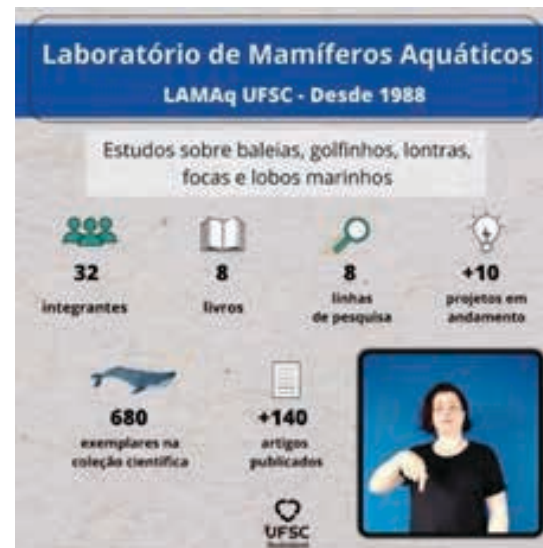 Laboratório de Mamíferos Aquáticos
LAMAq UFSC - Desde 1988
Estudos sobre baleias, golfinhos, lontras,
focas e lobos marinhos
32
integrantes
8
livros
8
linhas
de pesquisa
+10
projetos em
andamento
680
exemplares na
coleção científica
+140
artigos
publicados
UFSC